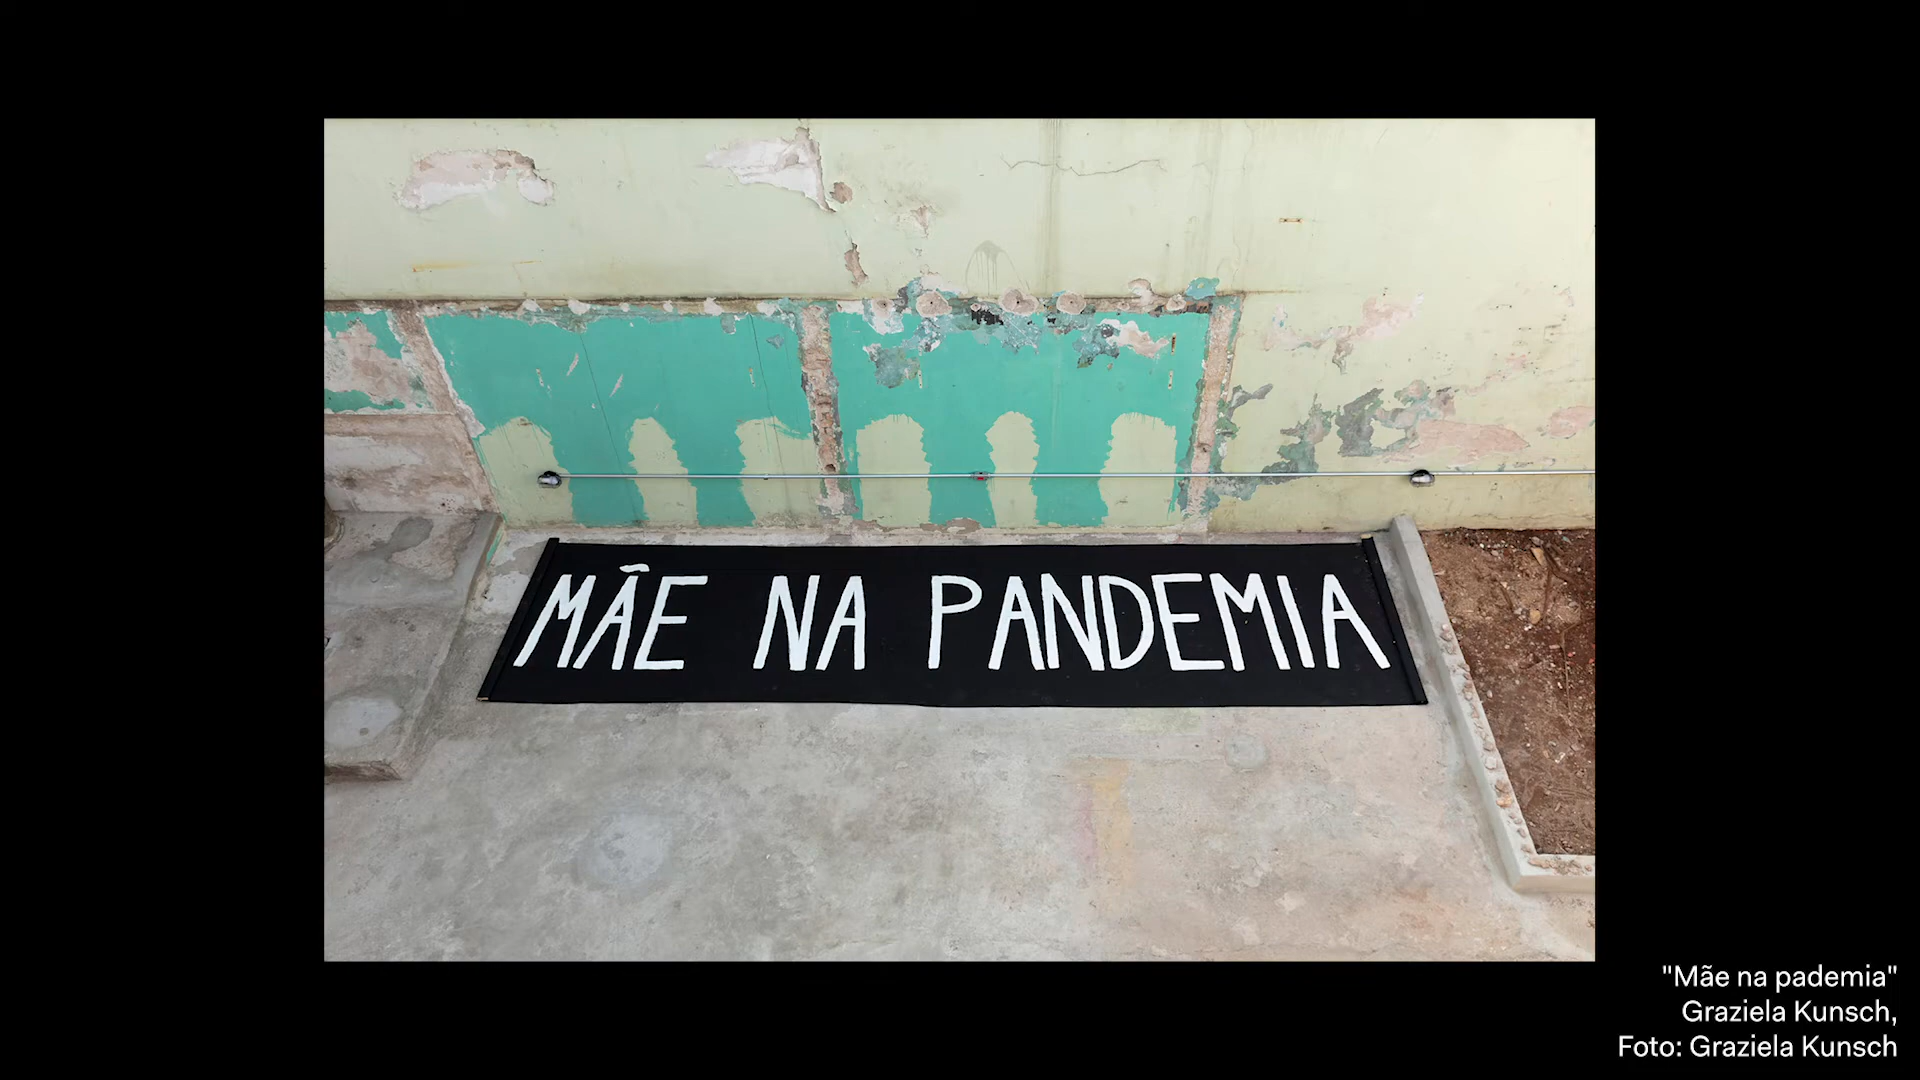 MÃE NA PANDEMIA
"Mãe na pademia"
Graziela Kunsch,
Foto: Graziela Kunsch